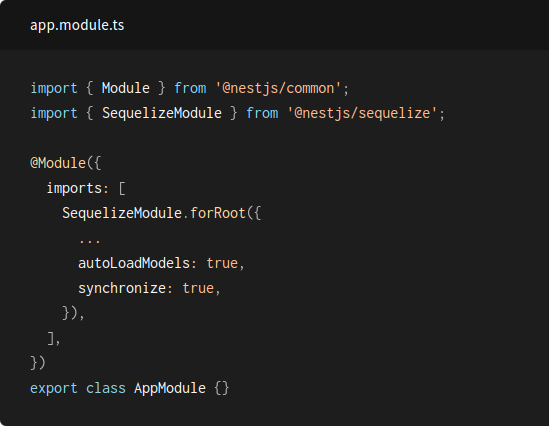 app.module.ts
import { Module } from '@nestjs/common';
import { SequelizeModule } from '@nestjs/sequelize';
@Module({
  imports: [
    SequelizeModule.forRoot({
      ...
      autoLoadModels: true,
      synchronize: true,
    }),
  ],
})
export class AppModule {}